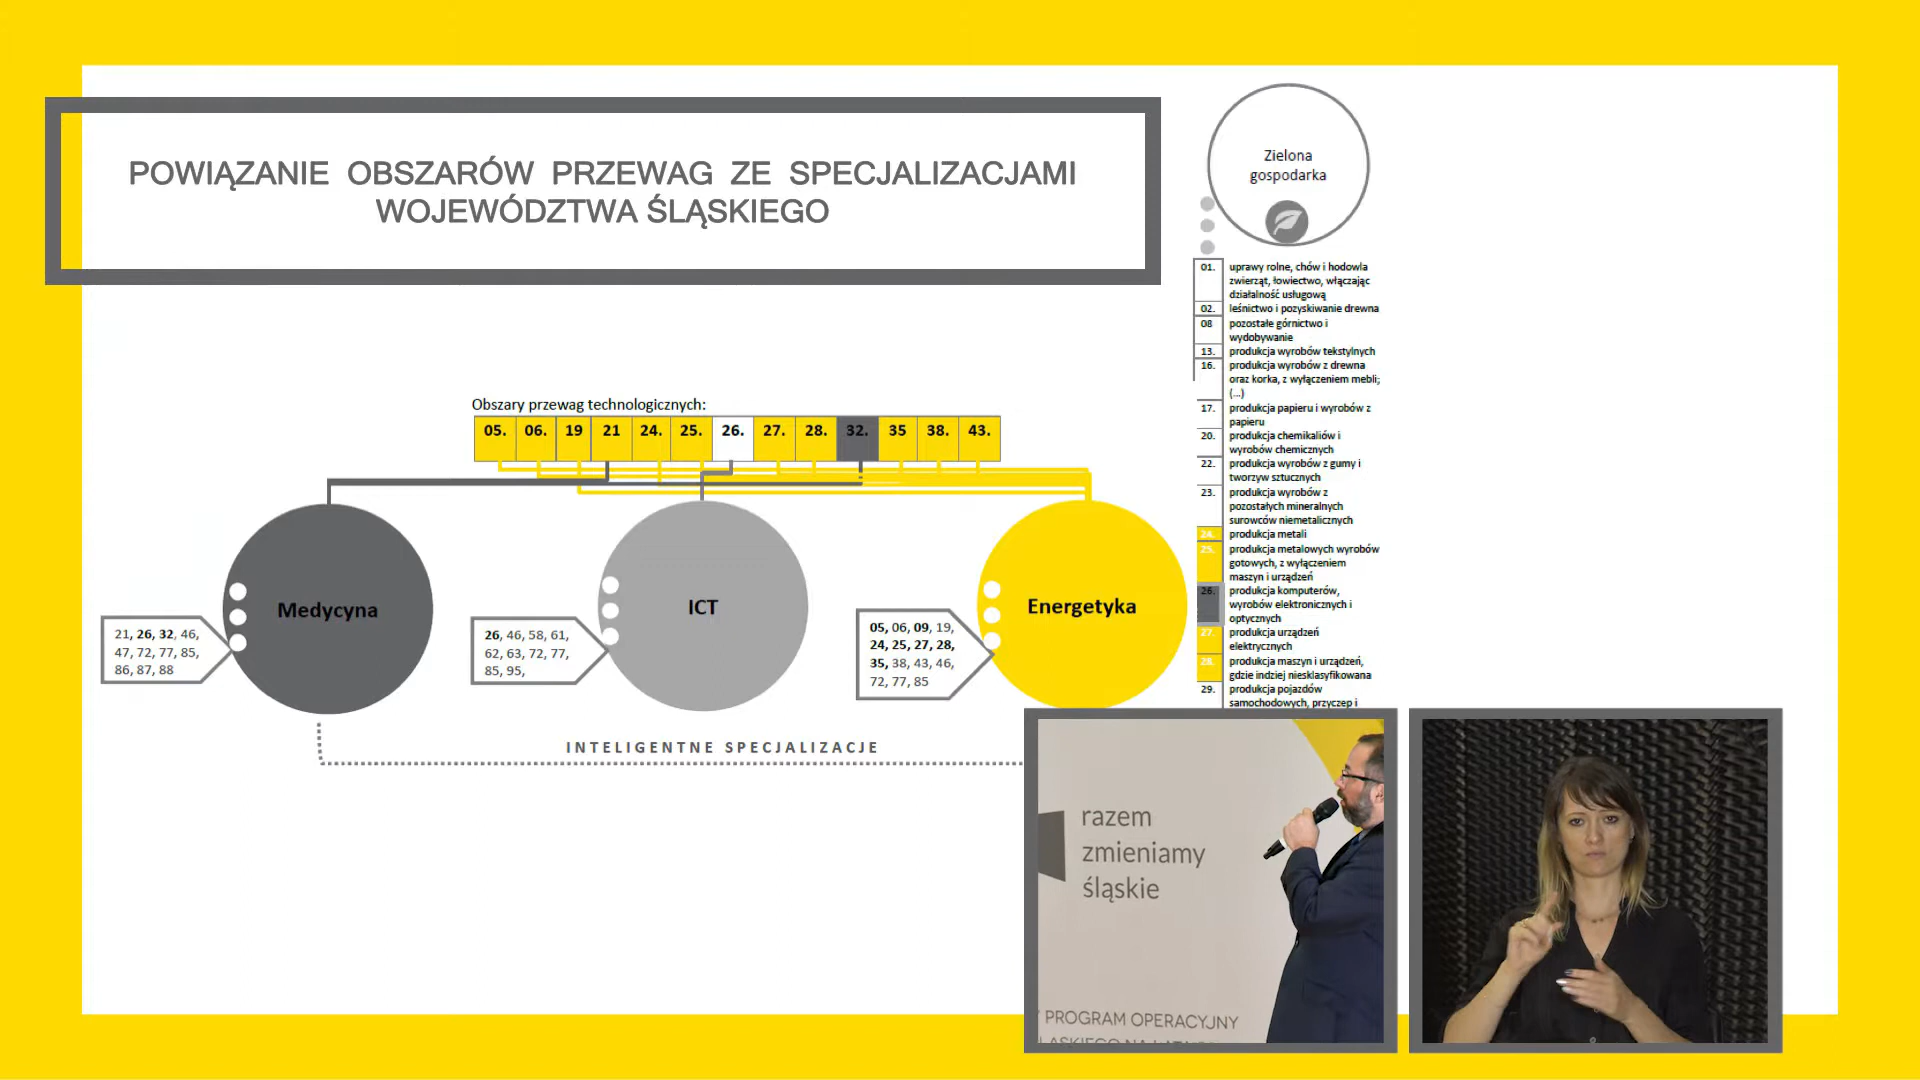 POWIĄZANIE OBSZARÓW PRZEWAG ZE SPECJALIZACJAMI
WOJEWÓDZTWA ŚLĄSKIEGO
Zielona
gospodarka
01. uprawy rolne, chów i hodowla
zwierząt, łowiectwo, włączając
działalność usługową
02. leśnictwo i pozyskiwanie drewna
08 pozostałe górnictwo i
wydobywanie
13. produkcja wyrobów tekstylnych
16. produkcja wyrobów z drewna
oraz korka, z wyłączeniem mebli;
(...)
17. produkcja papieru i wyrobów z
papieru
20. produkcja chemikaliów i
wyrobów chemicznych
22. produkcja wyrobów z gumy i
tworzyw sztucznych
23. produkcja wyrobów z
pozostałych mineralnych
surowców niemetalicznych
24. produkcja metali
25. produkcja metalowych wyrobów
gotowych, z wyłączeniem
maszyn i urządzeń
26. produkcja komputerów,
wyrobów elektronicznych i
optycznych
27. produkcja urządzeń
elektrycznych
28. produkcja maszyn i urządzeń,
gdzie indziej niesklasyfikowana
29. produkcja pojazdów
samochodowych, przyczep i
Obszary przewag technologicznych:
05. 06. 19 21 24. 25. 26. 27. 28. 32. 35 38. 43.
Medycyna
21, 26, 32, 46,
47, 72, 77, 85,
86, 87, 88
ICT
26, 46, 58, 61,
62, 63, 72, 77,
85, 95,
Energetyka
05, 06, 09, 19,
24, 25, 27, 28,
35, 38, 43, 46,
72, 77, 85
INTELIGENTNE SPECJALIZACJE
razem
zmieniamy
śląskie
PROGRAM OPERACYJNY